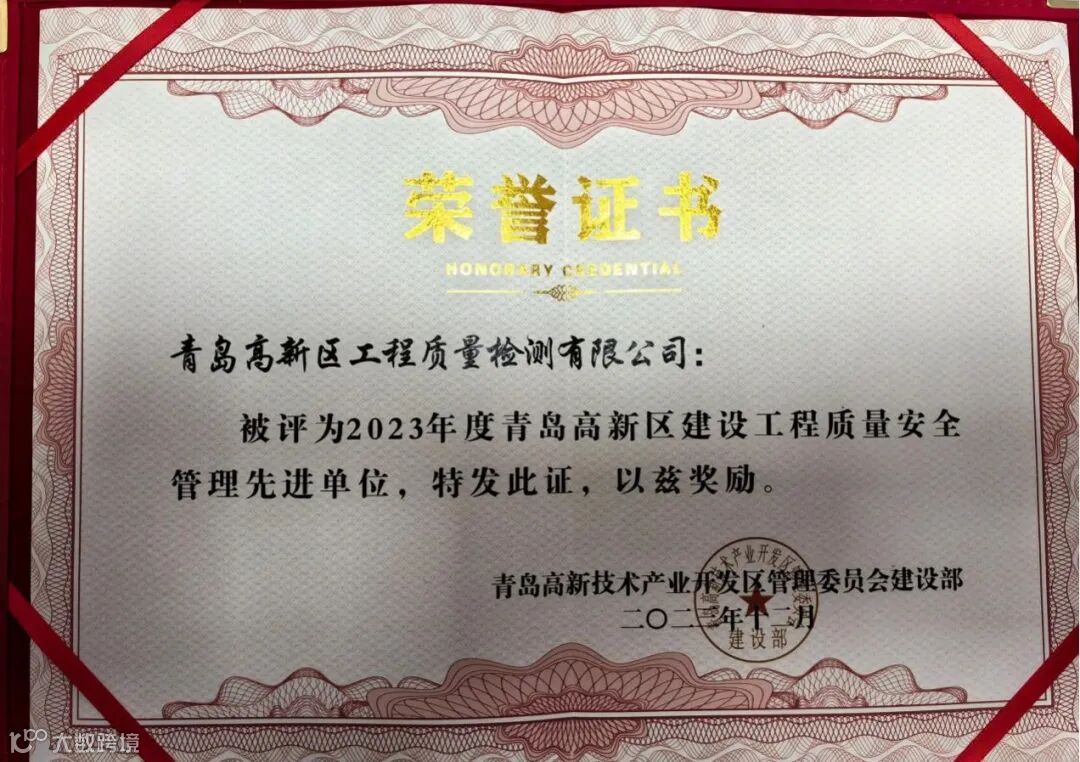 荣誉证书
HONORARY CREDENTIAL
青岛高新区工程质量检测有限公司:
被评为2023年度青岛高新区建设工程质量安全
管理先进单位,特发此证,以兹奖励。
青岛高新技术产业开发区管理委员会建设部
二〇二 年十二月
建设部
大数跨境